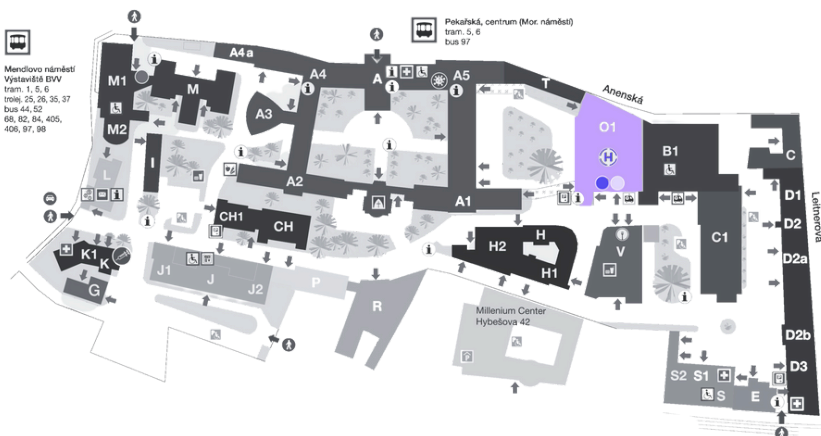 Pekařská, centrum (Mor. náměstí)
tram. 5, 6
bus 97
Mendlovo náměstí
Výstaviště BVV
tram. 1, 5, 6
trolej. 25, 26, 35, 37
bus 44, 52
68, 82, 84, 405,
406, 97, 98
A4a
A4
A
A5
T
Anenská
M1
M
A3
O1
B1
C
M2
I
L
A2
A1
D1
Leitnerova
D2
CH1
CH
H
H2
H1
V
C1
D2a
K1
K
J1
J
J2
P
G
R
Millenium Center
Hybešova 42
D2b
D3
S2
S1
S
E
H